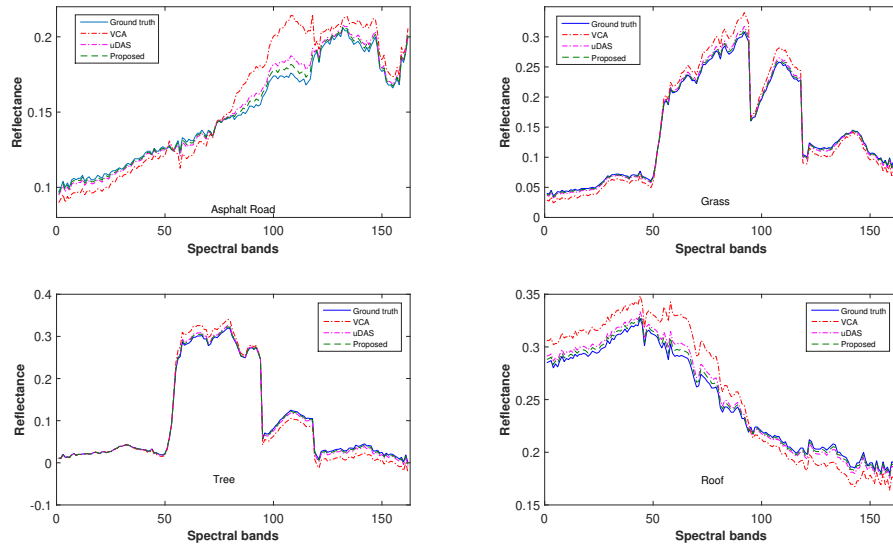 0.2
0.15
0.1
Reflectance
Ground truth
VCA
uDAS
Proposed
Asphalt Road
0 50 100 150
Spectral bands
0.3
0.25
0.2
0.15
0.1
0.05
0
Reflectance
Ground truth
VCA
uDAS
Proposed
Grass
0 50 100 150
Spectral bands
0.4
0.3
0.2
0.1
0
-0.1
Reflectance
Ground truth
VCA
uDAS
Proposed
Tree
0 50 100 150
Spectral bands
0.35
0.3
0.25
0.2
0.15
Reflectance
Ground truth
VCA
uDAS
Proposed
Roof
0 50 100 150
Spectral bands